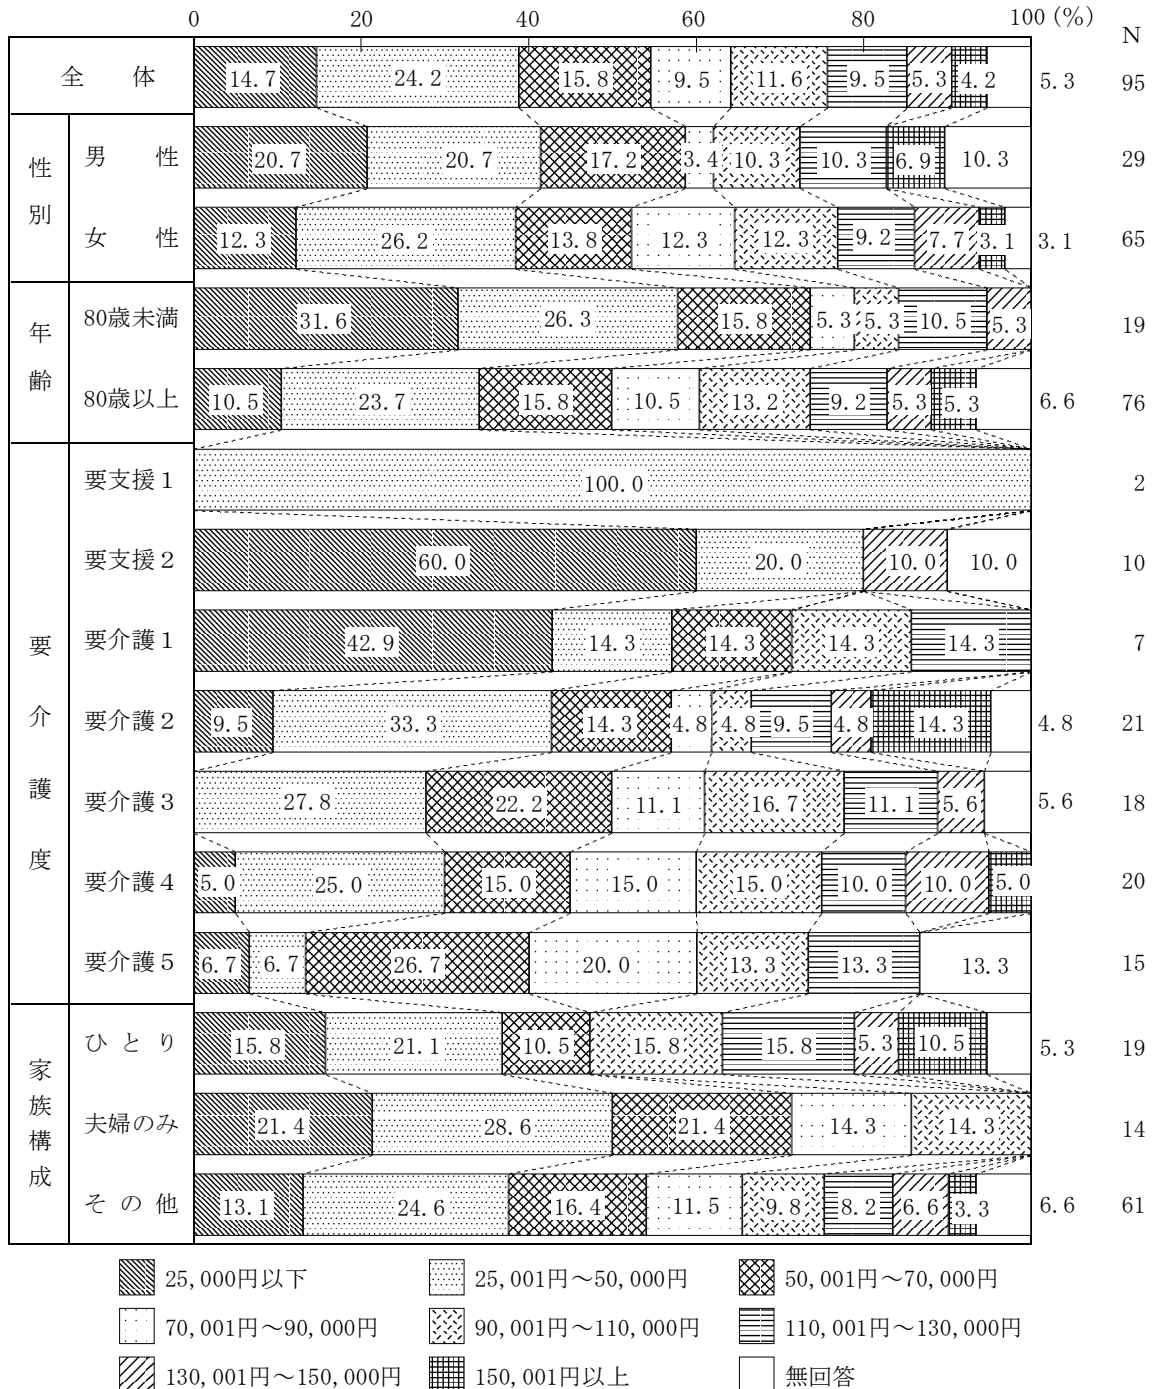 0 20 40 60 80 100 (%) N
全 体 14.7 24.2 15.8 9.5 11.6 9.5 5.3 4.2 5.3 95
性別
男 性 20.7 20.7 17.2 3.4 10.3 10.3 6.9 10.3 29
女 性 12.3 26.2 13.8 12.3 12.3 9.2 7.7 3.1 3.1 65
年齢
80歳未満 31.6 26.3 15.8 5.3 5.3 10.5 5.3 19
80歳以上 10.5 23.7 15.8 10.5 13.2 9.2 5.3 5.3 6.6 76
要介護度
要支援1 100.0 2
要支援2 60.0 20.0 10.0 10.0 10
要介護1 42.9 14.3 14.3 14.3 14.3 7
要介護2 9.5 33.3 14.3 4.8 4.8 9.5 4.8 14.3 4.8 21
要介護3 27.8 22.2 11.1 16.7 11.1 5.6 5.6 18
要介護4 5.0 25.0 15.0 15.0 15.0 10.0 10.0 5.0 20
要介護5 6.7 6.7 26.7 20.0 13.3 13.3 13.3 15
家族構成
ひ と り 15.8 21.1 10.5 15.8 15.8 5.3 10.5 5.3 19
夫婦のみ 21.4 28.6 21.4 14.3 14.3 14
そ の 他 13.1 24.6 16.4 11.5 9.8 8.2 6.6 3.3 6.6 61
25,000円以下 25,001円～50,000円 50,001円～70,000円
70,001円～90,000円 90,001円～110,000円 110,001円～130,000円
130,001円～150,000円 150,001円以上 無回答